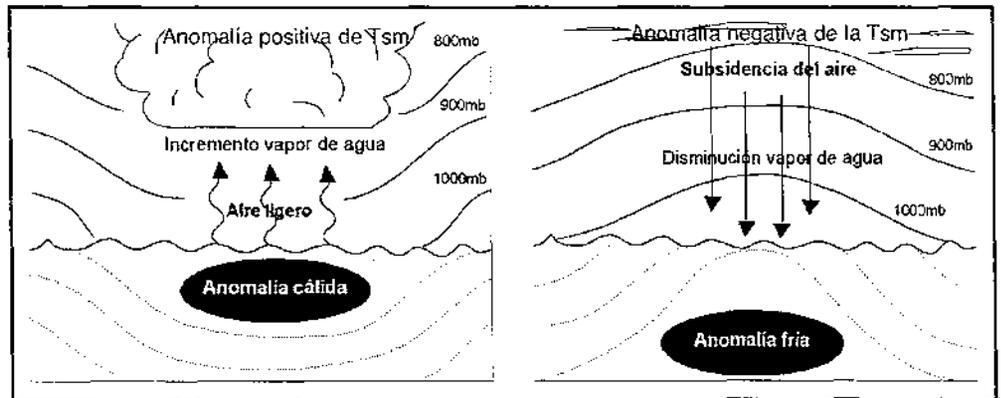 Anomalía positiva de Tsm
800mb
900mb
Incremento vapor de agua
1000mb
Aire ligero
Anomalía cálida
Anomalía negativa de la Tsm
Subsidencia del aire
800mb
900mb
Disminución vapor de agua
1000mb
Anomalía fría